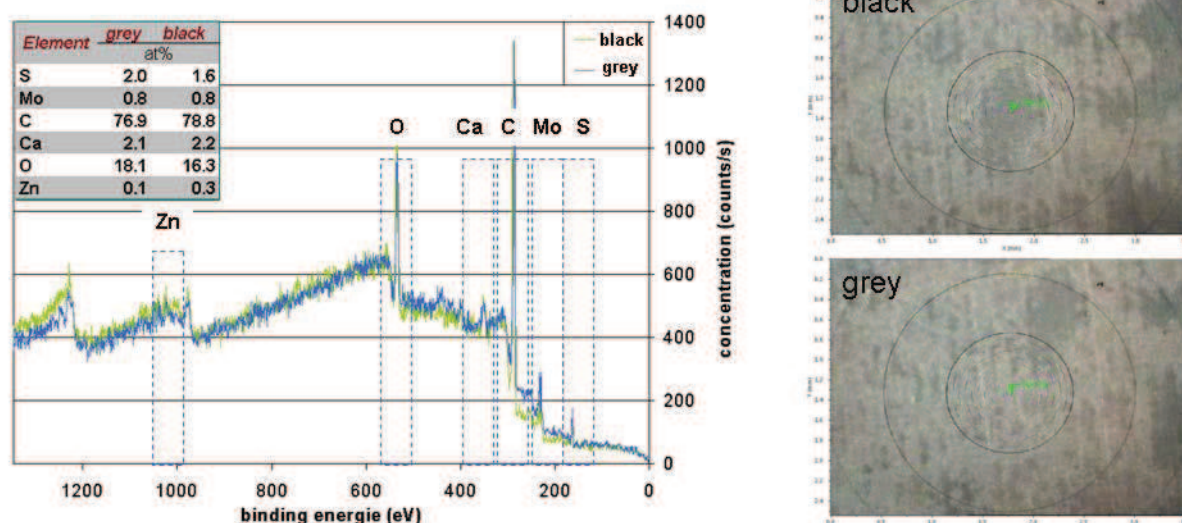 Element grey black
at%
S 2.0 1.6
Mo 0.8 0.8
C 76.9 78.8
Ca 2.1 2.2
O 18.1 16.3
Zn 0.1 0.3
black
grey
Zn
O Ca C Mo S
1400
1200
1000
800
600
400
200
0
concentration (counts/s)
1200 1000 800 600 400 200 0
binding energie (eV)
black
grey